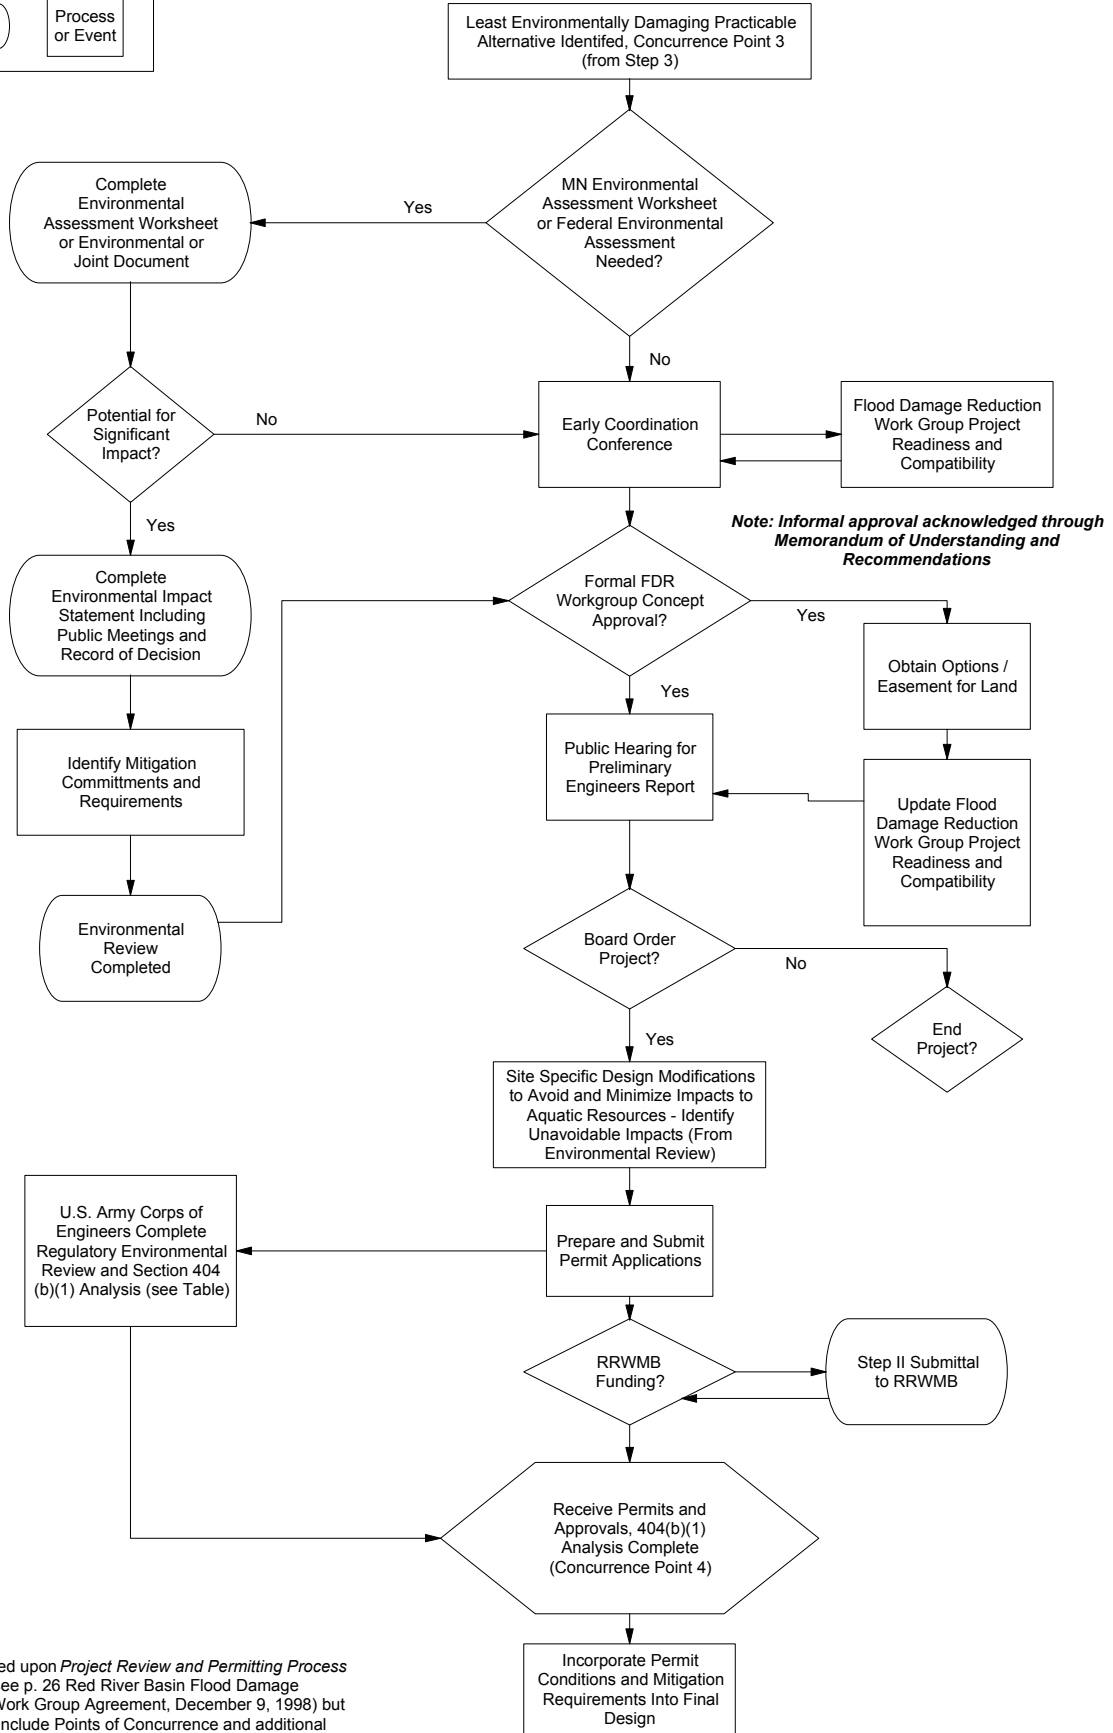 Process
or Event
Least Environmentally Damaging Practicable
Alternative Identifed, Concurrence Point 3
(from Step 3)
MN Environmental
Assessment Worksheet
or Federal Environmental
Assessment
Needed?
Yes
Complete
Environmental
Assessment Worksheet
or Environmental or
Joint Document
No
Potential for
Significant
Impact?
No
Early Coordination
Conference
Flood Damage Reduction
Work Group Project
Readiness and
Compatibility
Note: Informal approval acknowledged through
Memorandum of Understanding and
Recommendations
Yes
Complete
Environmental Impact
Statement Including
Public Meetings and
Record of Decision
Formal FDR
Workgroup Concept
Approval?
Yes
Obtain Options /
Easement for Land
Yes
Identify Mitigation
Committments and
Requirements
Public Hearing for
Preliminary
Engineers Report
Update Flood
Damage Reduction
Work Group Project
Readiness and
Compatibility
Environmental
Review
Completed
Board Order
Project?
No
End
Project?
Yes
Site Specific Design Modifications
to Avoid and Minimize Impacts to
Aquatic Resources - Identify
Unavoidable Impacts (From
Environmental Review)
U.S. Army Corps of
Engineers Complete
Regulatory Environmental
Review and Section 404
(b)(1) Analysis (see Table)
Prepare and Submit
Permit Applications
RRWMB
Funding?
Step II Submittal
to RRWMB
Receive Permits and
Approvals, 404(b)(1)
Analysis Complete
(Concurrence Point 4)
Incorporate Permit
Conditions and Mitigation
Requirements Into Final
Design
ed upon Project Review and Permitting Process
ee p. 26 Red River Basin Flood Damage
Work Group Agreement, December 9, 1998) but
nclude Points of Concurrence and additional